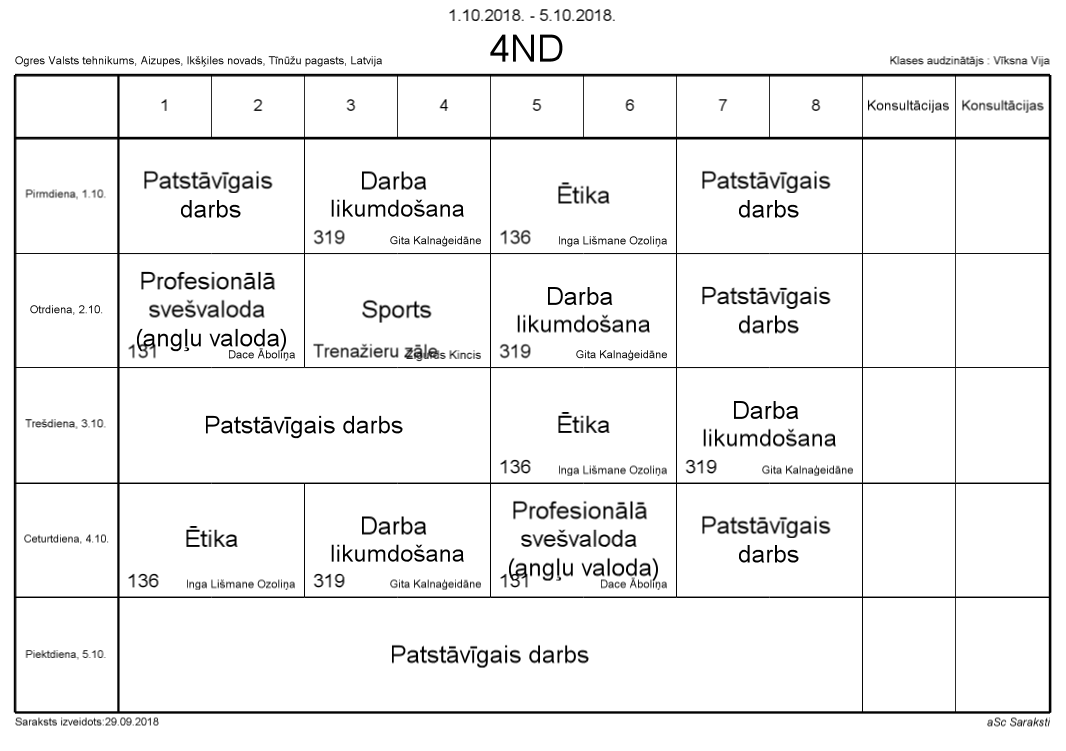 1.10.2018. - 5.10.2018.
4ND
Ogres Valsts tehnikums, Aizupes, Ikšķiles novads, Tīnūžu pagasts, Latvija
Klases audzinātājs : Vīksna Vija
1 2 3 4 5 6 7 8 Konsultācijas Konsultācijas
Pirmdiena, 1.10.
Patstāvīgais
darbs
Darba
likumdošana
319 Gita Kalnaģeidāne
Ētika
136 Inga Lišmane Ozoliņa
Patstāvīgais
darbs
Otrdiena, 2.10.
Profesionālā
svešvaloda
(angļu valoda)
131 Dace Āboliņa
Sports
Trenažieru zāle Zigurds Kincis
Darba
likumdošana
319 Gita Kalnaģeidāne
Patstāvīgais
darbs
Trešdiena, 3.10.
Patstāvīgais darbs
Ētika
136 Inga Lišmane Ozoliņa
Darba
likumdošana
319 Gita Kalnaģeidāne
Ceturtdiena, 4.10.
Ētika
136 Inga Lišmane Ozoliņa
Darba
likumdošana
319 Gita Kalnaģeidāne
Profesionālā
svešvaloda
(angļu valoda)
131 Dace Āboliņa
Patstāvīgais
darbs
Piektdiena, 5.10.
Patstāvīgais darbs
Saraksts izveidots:29.09.2018
aSc Saraksti